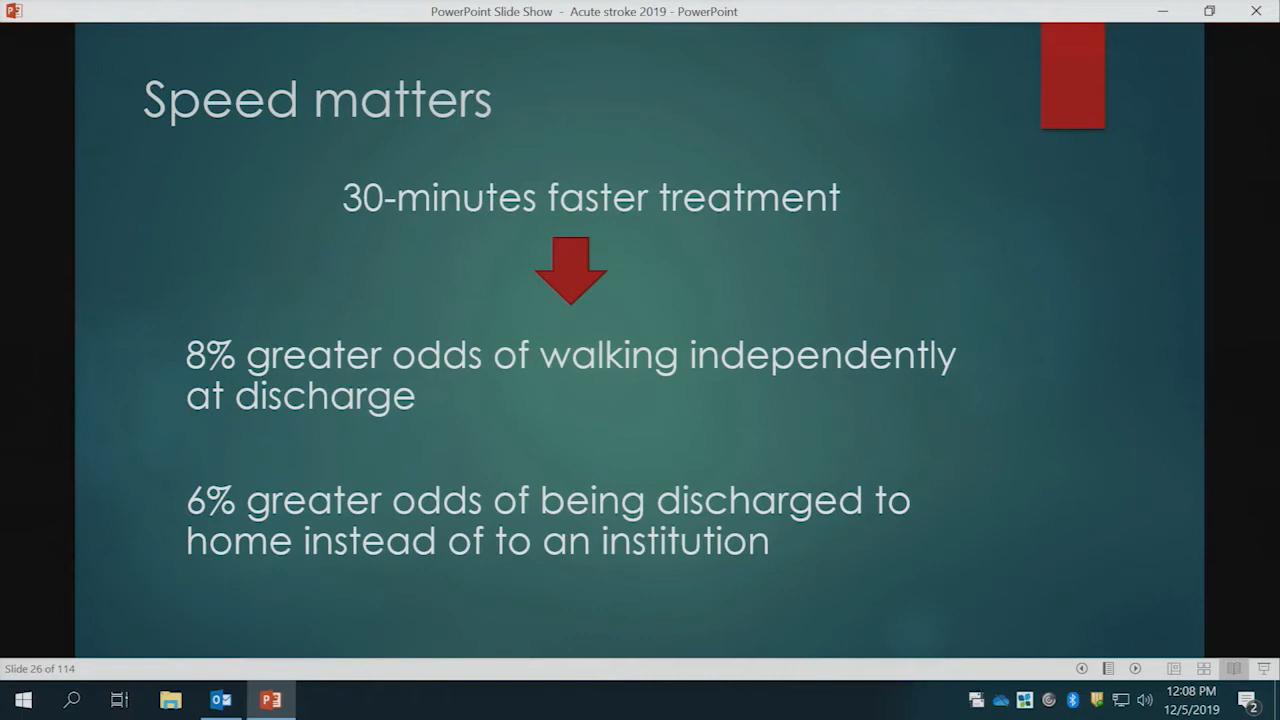 PowerPoint Slide Show - Acute stroke 2019 - PowerPoint
Speed matters
30-minutes faster treatment
8% greater odds of walking independently
at discharge
6% greater odds of being discharged to
home instead of to an institution
Slide 26 of 114
12:08 PM
12/5/2019
2